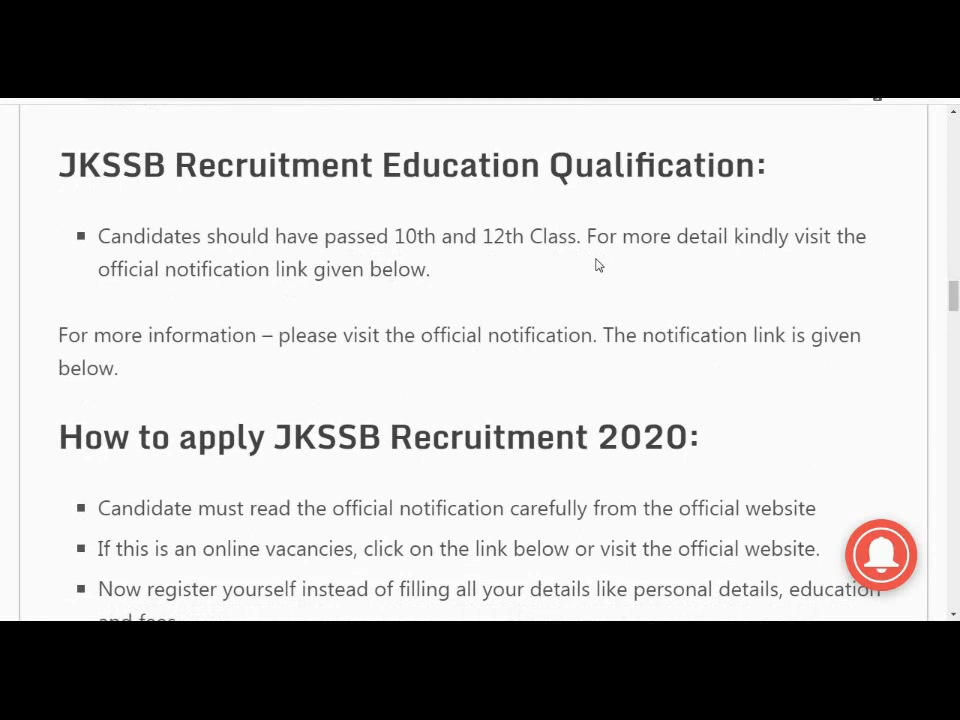 JKSSB Recruitment Education Qualification:
Candidates should have passed 10th and 12th Class. For more detail kindly visit the
official notification link given below.
For more information – please visit the official notification. The notification link is given
below.
How to apply JKSSB Recruitment 2020:
Candidate must read the official notification carefully from the official website
If this is an online vacancies, click on the link below or visit the official website.
Now register yourself instead of filling all your details like personal details, education
and fees